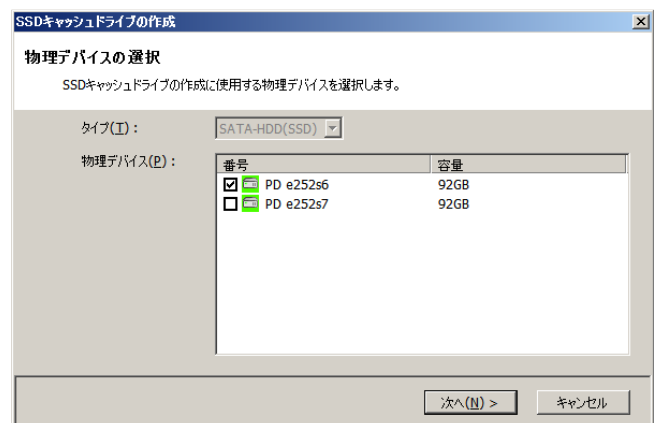 SSDキャッシュドライブの作成
物理デバイスの選択
SSDキャッシュドライブの作成に使用する物理デバイスを選択します。
タイプ(T)： SATA-HDD(SSD)
物理デバイス(P)： 番号 容量
PD e252s6 92GB
PD e252s7 92GB
次へ(N) > キャンセル